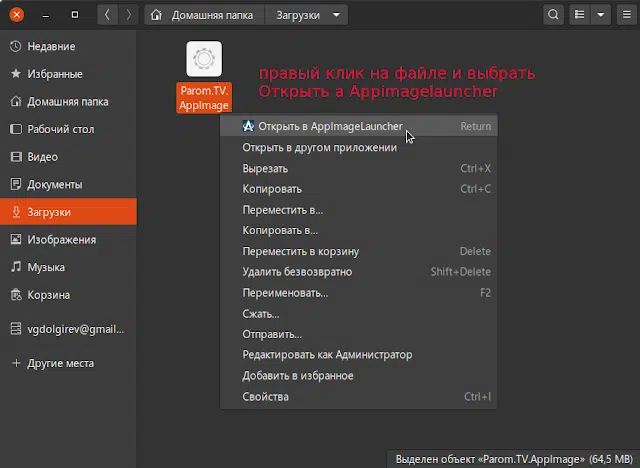 Домашняя папка
Загрузки
Недавние
Избранные
Домашняя папка
Рабочий стол
Видео
Документы
Загрузки
Изображения
Музыка
Корзина
vgdolgirev@gmail...
Другие места
Parom.TV.
AppImage
правый клик на файле и выбрать
Открыть а Appimagelauncher
Открыть в AppImageLauncher Return
Открыть в другом приложении
Вырезать Ctrl+X
Копировать Ctrl+C
Переместить в...
Копировать в...
Переместить в корзину Delete
Удалить безвозвратно Shift+Delete
Переименовать... F2
Сжать...
Отправить...
Редактировать как Администратор
Добавить в избранное
Свойства Ctrl+I
Выделен объект «Parom.TV.AppImage» (64,5 MB)